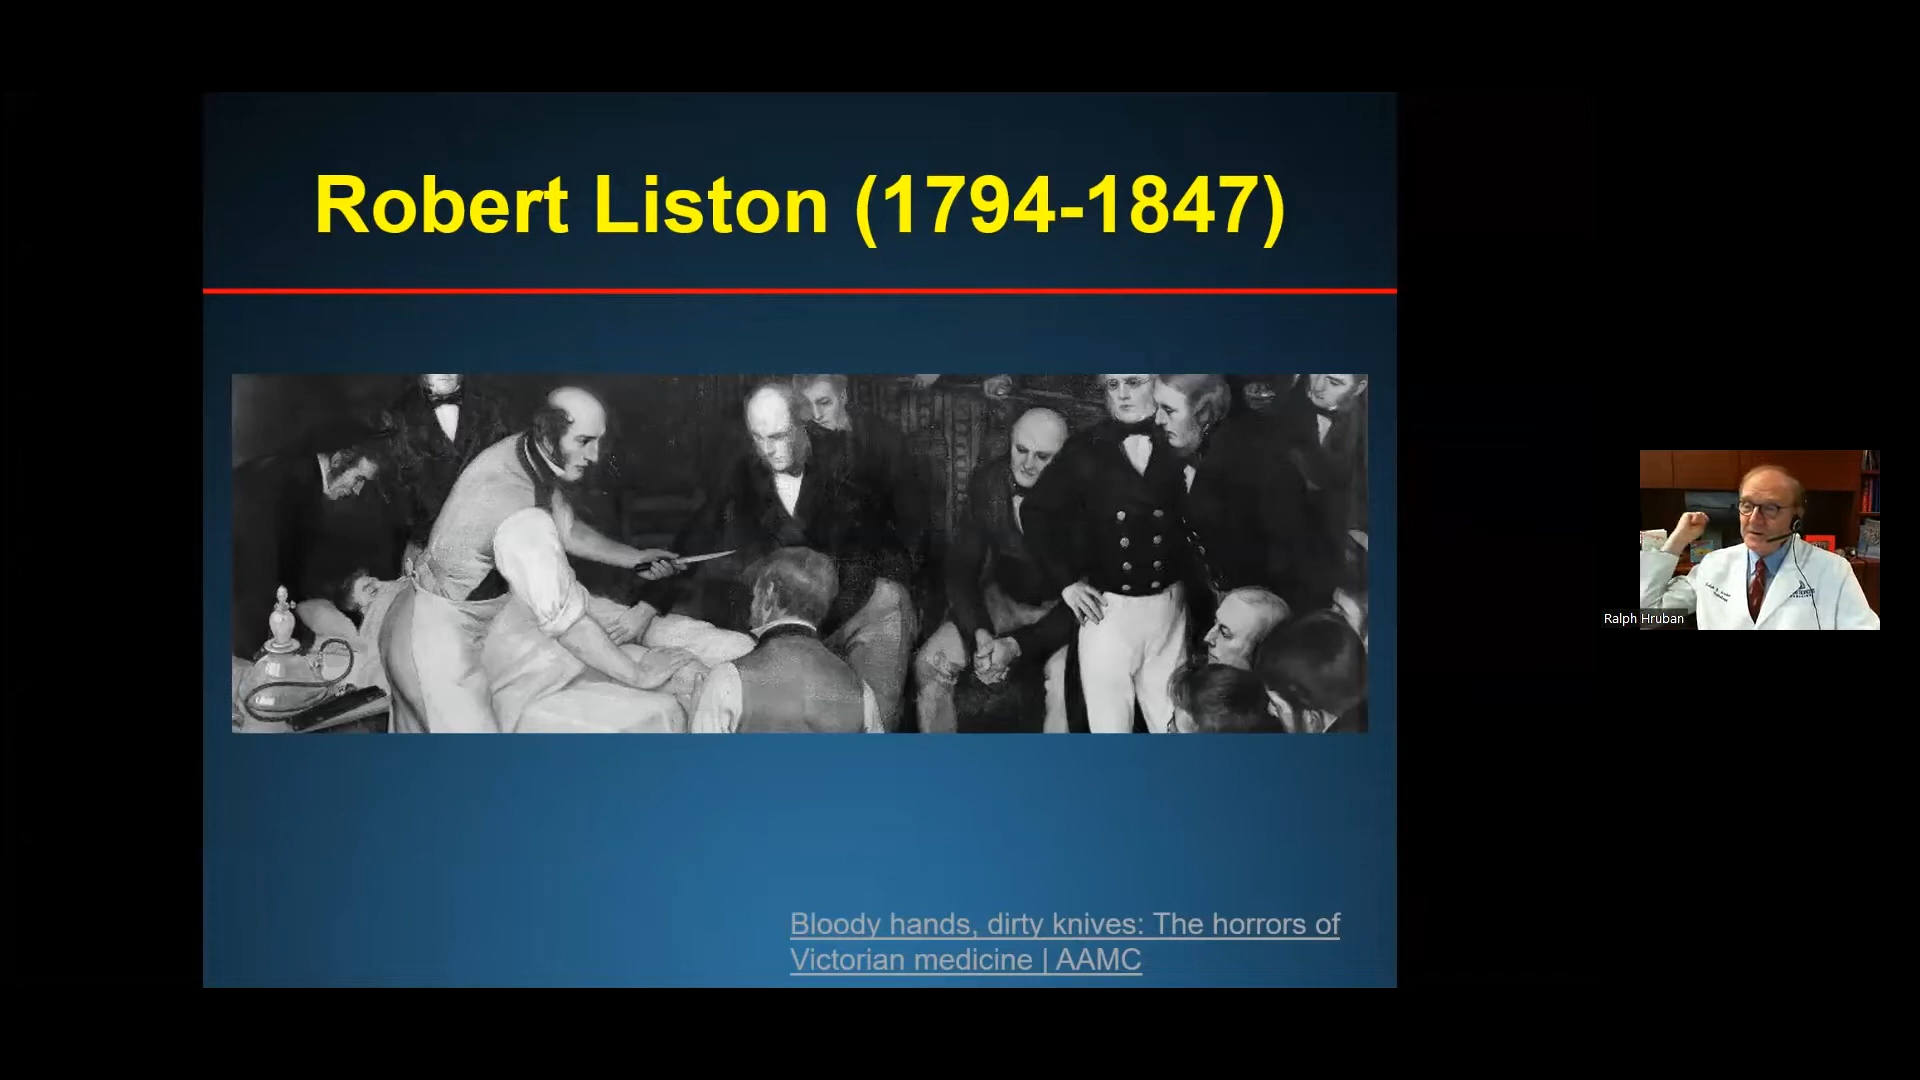 Robert Liston (1794-1847)
Bloody hands, dirty knives: The horrors of
Victorian medicine | AAMC
Ralph Hruban